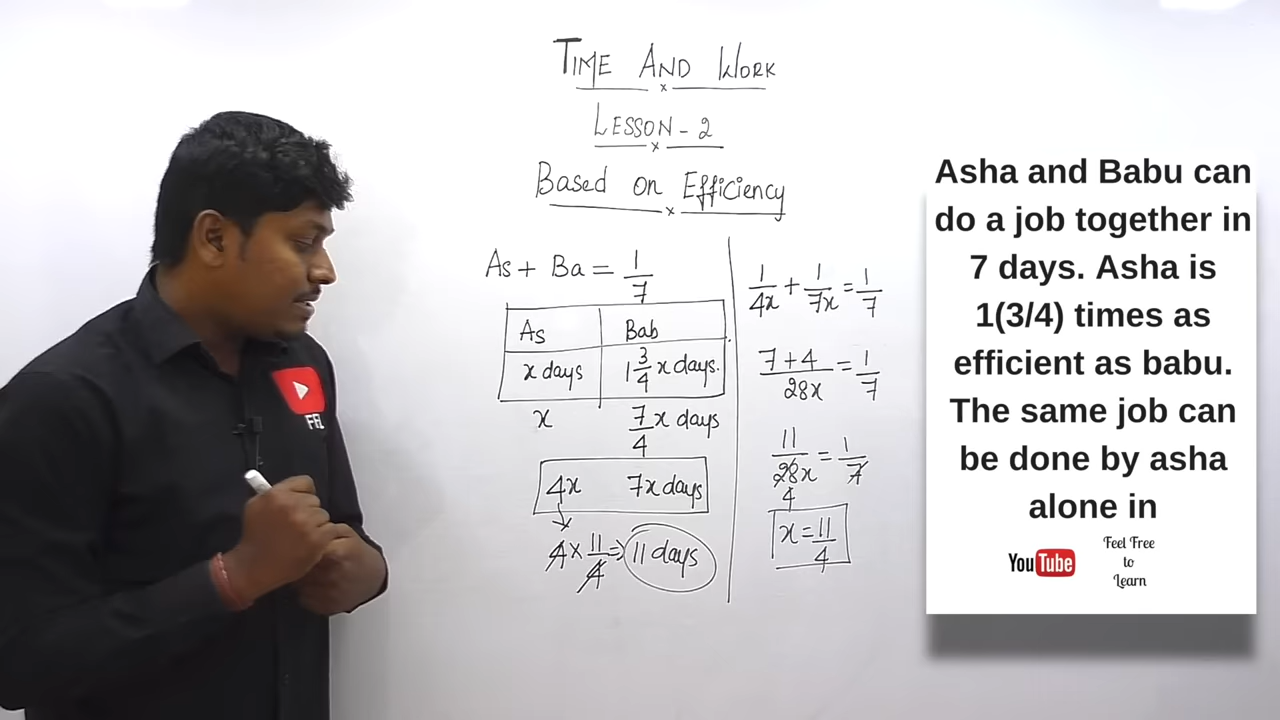 TIME AND WORK
LESSON - 2
Based on Efficiency
As + Ba = 1/7
As Bab
x days 1 3/4 x days.
x 7/4 x days
4x 7x days
4 × 11/4 => 11 days
1/4x + 1/7x = 1/7
7+4/28x = 1/7
11/28x = 1/7
4
x = 11/4
FEL
Asha and Babu can
do a job together in
7 days. Asha is
1(3/4) times as
efficient as babu.
The same job can
be done by asha
alone in
YouTube
Feel Free
to
Learn